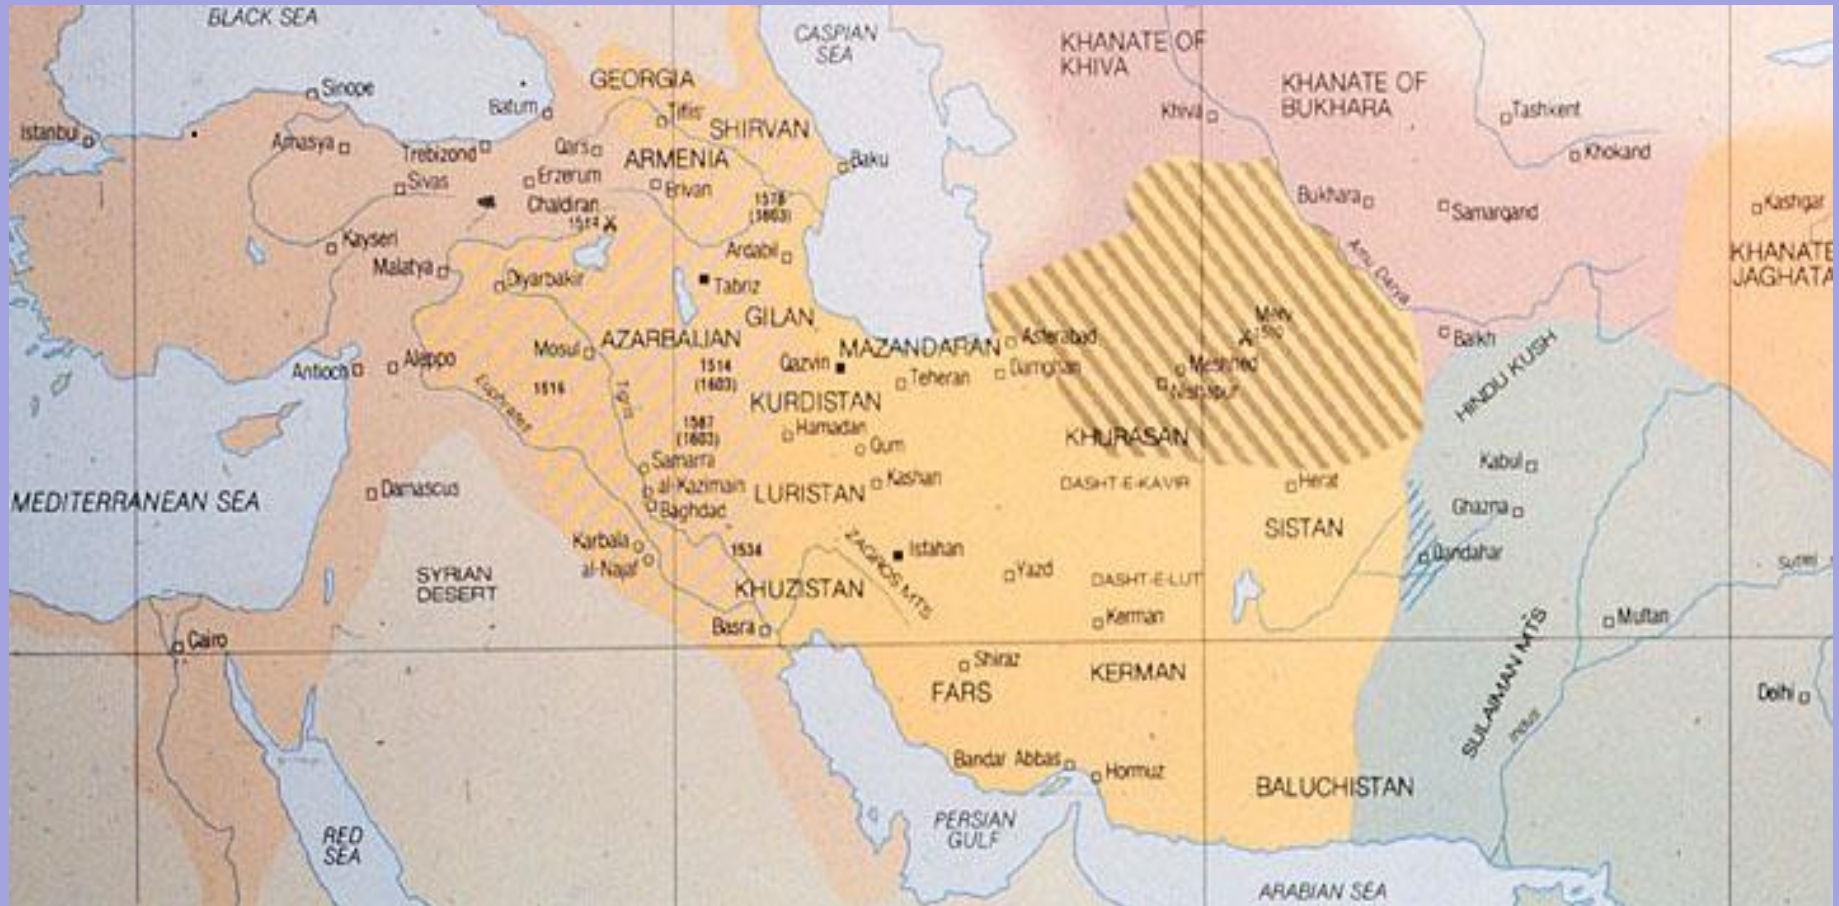 BLACK SEA
CASPIAN
SEA
KHANATE OF
KHIVA
KHANATE OF
BUKHARA
GEORGIA
Sinope
Batum
Tiflis
SHIRVAN
Khiva
Tashkent
Istanbul
Amasya
Trebizond
Qars
ARMENIA
Baku
Khokand
Sivas
Erzerum
Erivan
Chaldiran
1514
1578
(1603)
Bukhara
Samarqand
Kashgar
Kayseri
Malatya
Ardabil
Amu Darya
KHANATE
JAGHATA
Diyarbakir
Tabriz
GILAN
Merv
Mosul
AZARBAIJAN
MAZANDARAN
Asterabad
Balkh
Antioch
Aleppo
1514
(1603)
Qazvin
Teheran
Damghan
Meshhed
Nishapur
HINDU KUSH
Euphrates
1516
Tigris
KURDISTAN
1587
(1603)
Hamadan
Qum
KHURASAN
Samarra
Kabul
MEDITERRANEAN SEA
Damascus
al-Kazimain
Baghdad
LURISTAN
Kashan
DASHT-E-KAVIR
Herat
Ghazna
SISTAN
Karbala
al-Najaf
1534
ZAGROS MTS
Isfahan
Qandahar
SYRIAN
DESERT
KHUZISTAN
Yazd
DASHT-E-LUT
Sutlej
Basra
Kerman
Multan
Cairo
Shiraz
FARS
KERMAN
SULAIMAN MTS
Indus
Delhi
Bandar Abbas
Hormuz
BALUCHISTAN
RED
SEA
PERSIAN
GULF
ARABIAN SEA